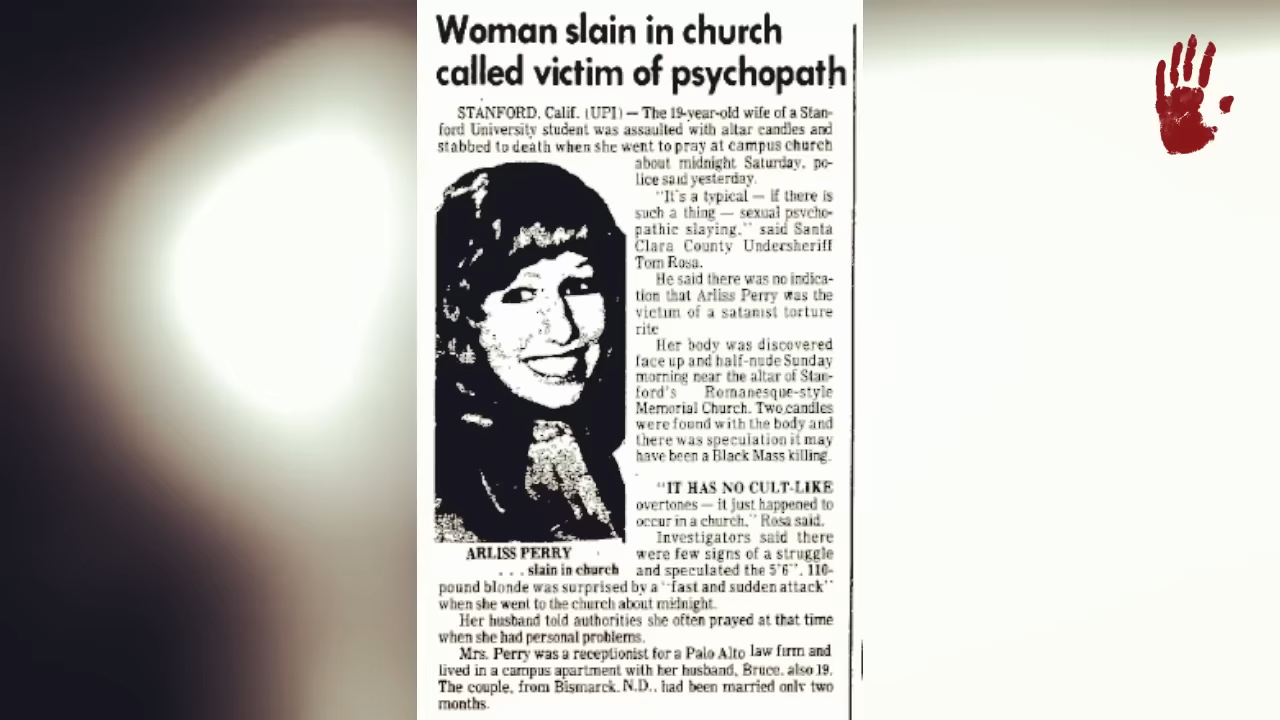 Woman slain in church
called victim of psychopath
STANFORD, Calif. (UPI) — The 19-year-old wife of a Stan-
ford University student was assaulted with altar candles and
stabbed to death when she went to pray at campus church
about midnight Saturday, po-
lice said yesterday.
"It's a typical — if there is
such a thing — sexual psycho-
pathic slaying," said Santa
Clara County Undersheriff
Tom Rosa.
He said there was no indica-
tion that Arliss Perry was the
victim of a satanist torture
rite
Her body was discovered
face up and half-nude Sunday
morning near the altar of Stan-
ford's Romanesque-style
Memorial Church. Two candles
were found with the body and
there was speculation it may
have been a Black Mass killing.
"IT HAS NO CULT-LIKE
overtones — it just happened to
occur in a church," Rosa said.
Investigators said there
were few signs of a struggle
and speculated the 5'6", 110-
ARLISS PERRY
. . . slain in church
pound blonde was surprised by a "fast and sudden attack"
when she went to the church about midnight.
Her husband told authorities she often prayed at that time
when she had personal problems.
Mrs. Perry was a receptionist for a Palo Alto law firm and
lived in a campus apartment with her husband, Bruce, also 19.
The couple, from Bismarck, N.D., had been married only two
months.